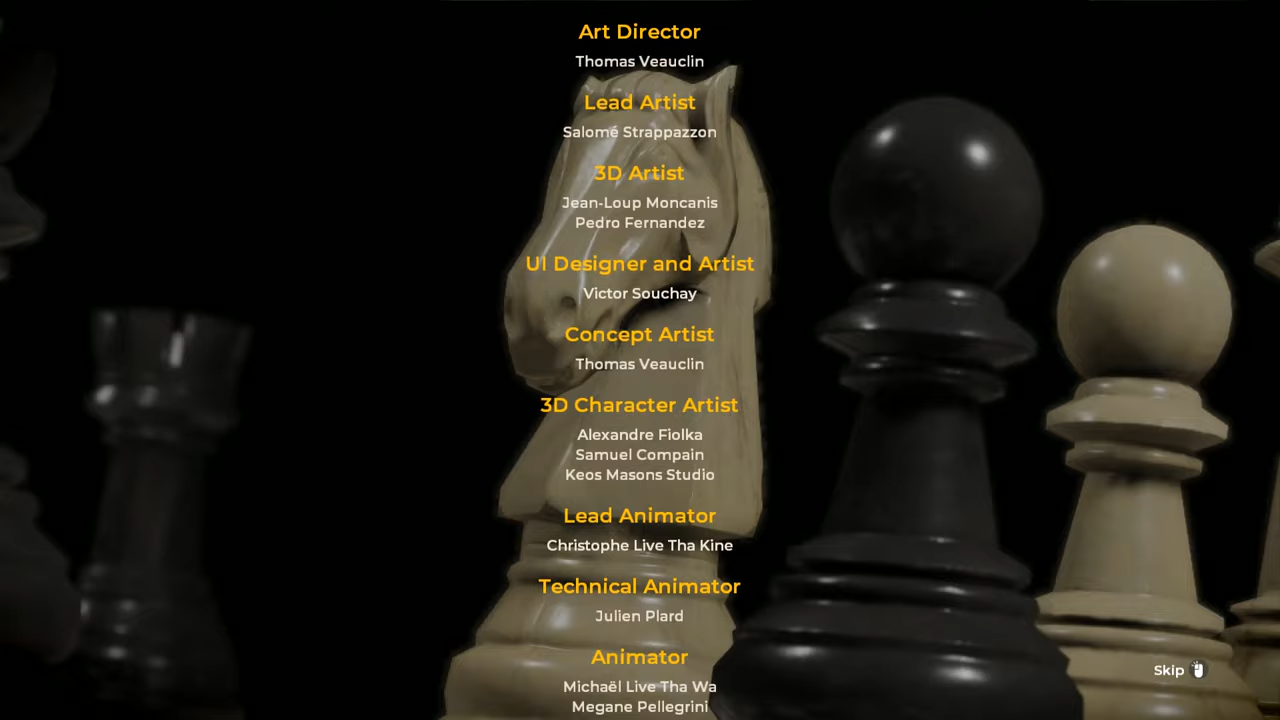 Art Director
Thomas Veauclin
Lead Artist
Salomé Strappazzon
3D Artist
Jean-Loup Moncanis
Pedro Fernandez
UI Designer and Artist
Victor Souchay
Concept Artist
Thomas Veauclin
3D Character Artist
Alexandre Fiolka
Samuel Compain
Keos Masons Studio
Lead Animator
Christophe Live Tha Kine
Technical Animator
Julien Plard
Animator
Michaël Live Tha Wa
Megane Pellegrini
Skip